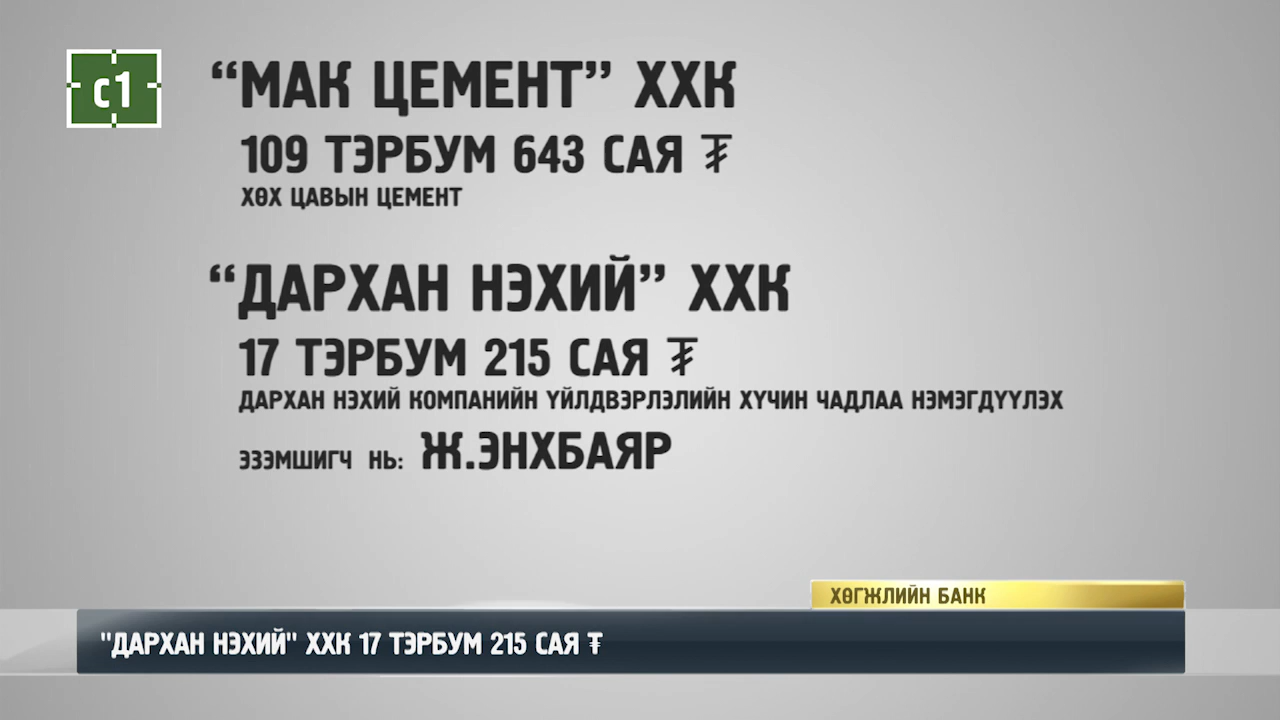 c1
“МАК ЦЕМЕНТ” ХХК
109 ТЭРБУМ 643 САЯ ₮
ХӨХ ЦАВЫН ЦЕМЕНТ
“ДАРХАН НЭХИЙ” ХХК
17 ТЭРБУМ 215 САЯ ₮
ДАРХАН НЭХИЙ КОМПАНИЙН ҮЙЛДВЭРЛЭЛИЙН ХҮЧИН ЧАДЛАА НЭМЭГДҮҮЛЭХ
ЭЗЭМШИГЧ НЬ: Ж.ЭНХБАЯР
ХӨГЖЛИЙН БАНК
"ДАРХАН НЭХИЙ" ХХК 17 ТЭРБУМ 215 САЯ ₮